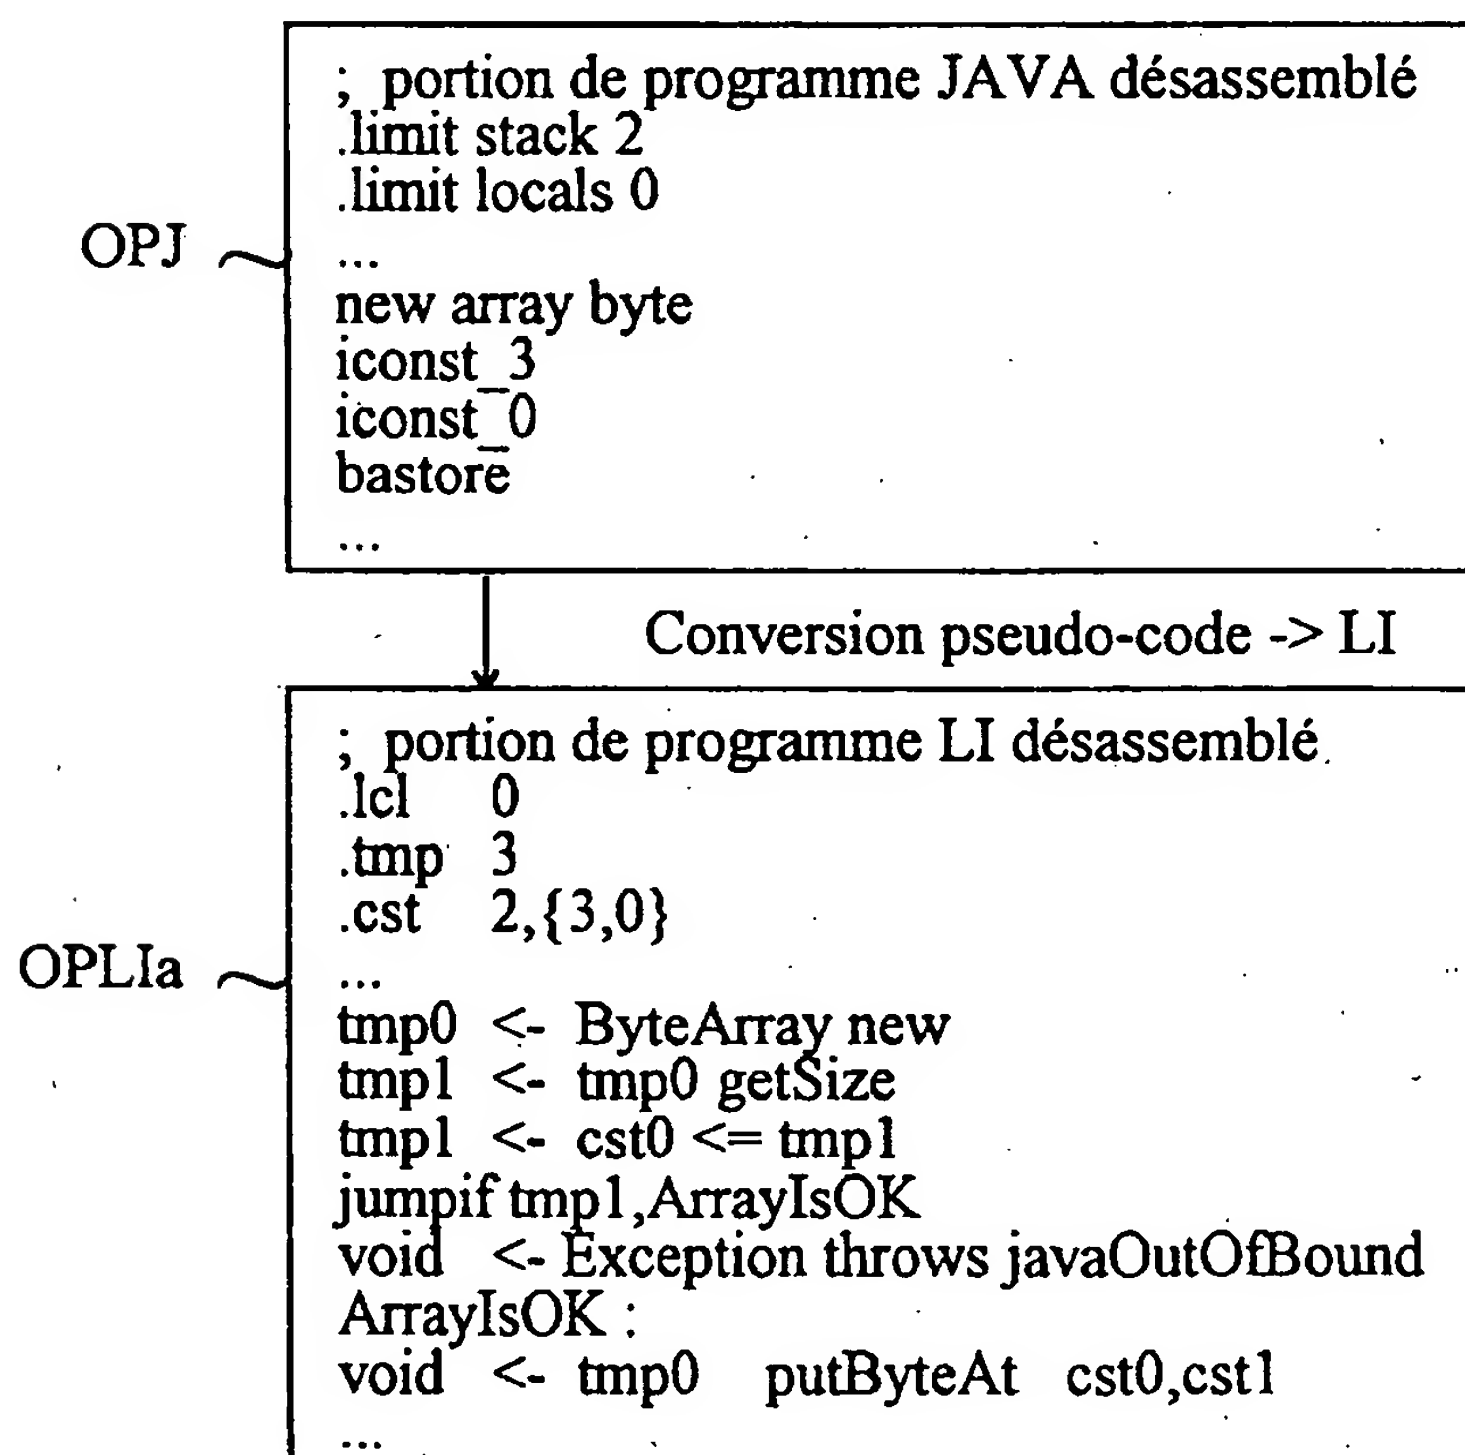 ; portion de programme JAVA désassemblé
.limit stack 2
.limit locals 0
OPJ
...
new array byte
iconst_3
iconst_0
bastore
...
Conversion pseudo-code -> LI
; portion de programme LI désassemblé
.lcl 0
.tmp 3
.cst 2,{3,0}
OPLIa
...
tmp0 <- ByteArray new
tmp1 <- tmp0 getSize
tmp1 <- cst0 <= tmp1
jumpif tmp1,ArrayIsOK
void <- Exception throws javaOutOfBound
ArrayIsOK :
void <- tmp0 putByteAt cst0,cst1
...